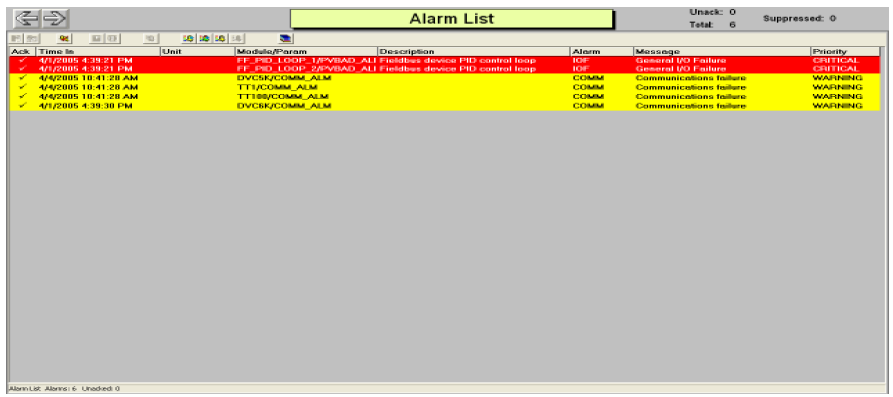 Alarm List
Unack: 0
Total: 6
Suppressed: 0
Ack Time In Unit Module/Param Description Alarm Message Priority
4/1/2005 4:39:21 PM FF_PID_LOOP_1/PVBAD_ALI Fieldbus device PID control loop IOF General I/O Failure CRITICAL
4/1/2005 4:39:21 PM FF_PID_LOOP_2/PVBAD_ALI Fieldbus device PID control loop IOF General I/O Failure CRITICAL
4/4/2005 10:41:28 AM DVC5K/COMM_ALM COMM Communications failure WARNING
4/4/2005 10:41:28 AM TT1/COMM_ALM COMM Communications failure WARNING
4/4/2005 10:41:28 AM TT100/COMM_ALM COMM Communications failure WARNING
4/1/2005 4:39:30 PM DVC6K/COMM_ALM COMM Communications failure WARNING
Alarm List Alarms: 6 Unacked: 0